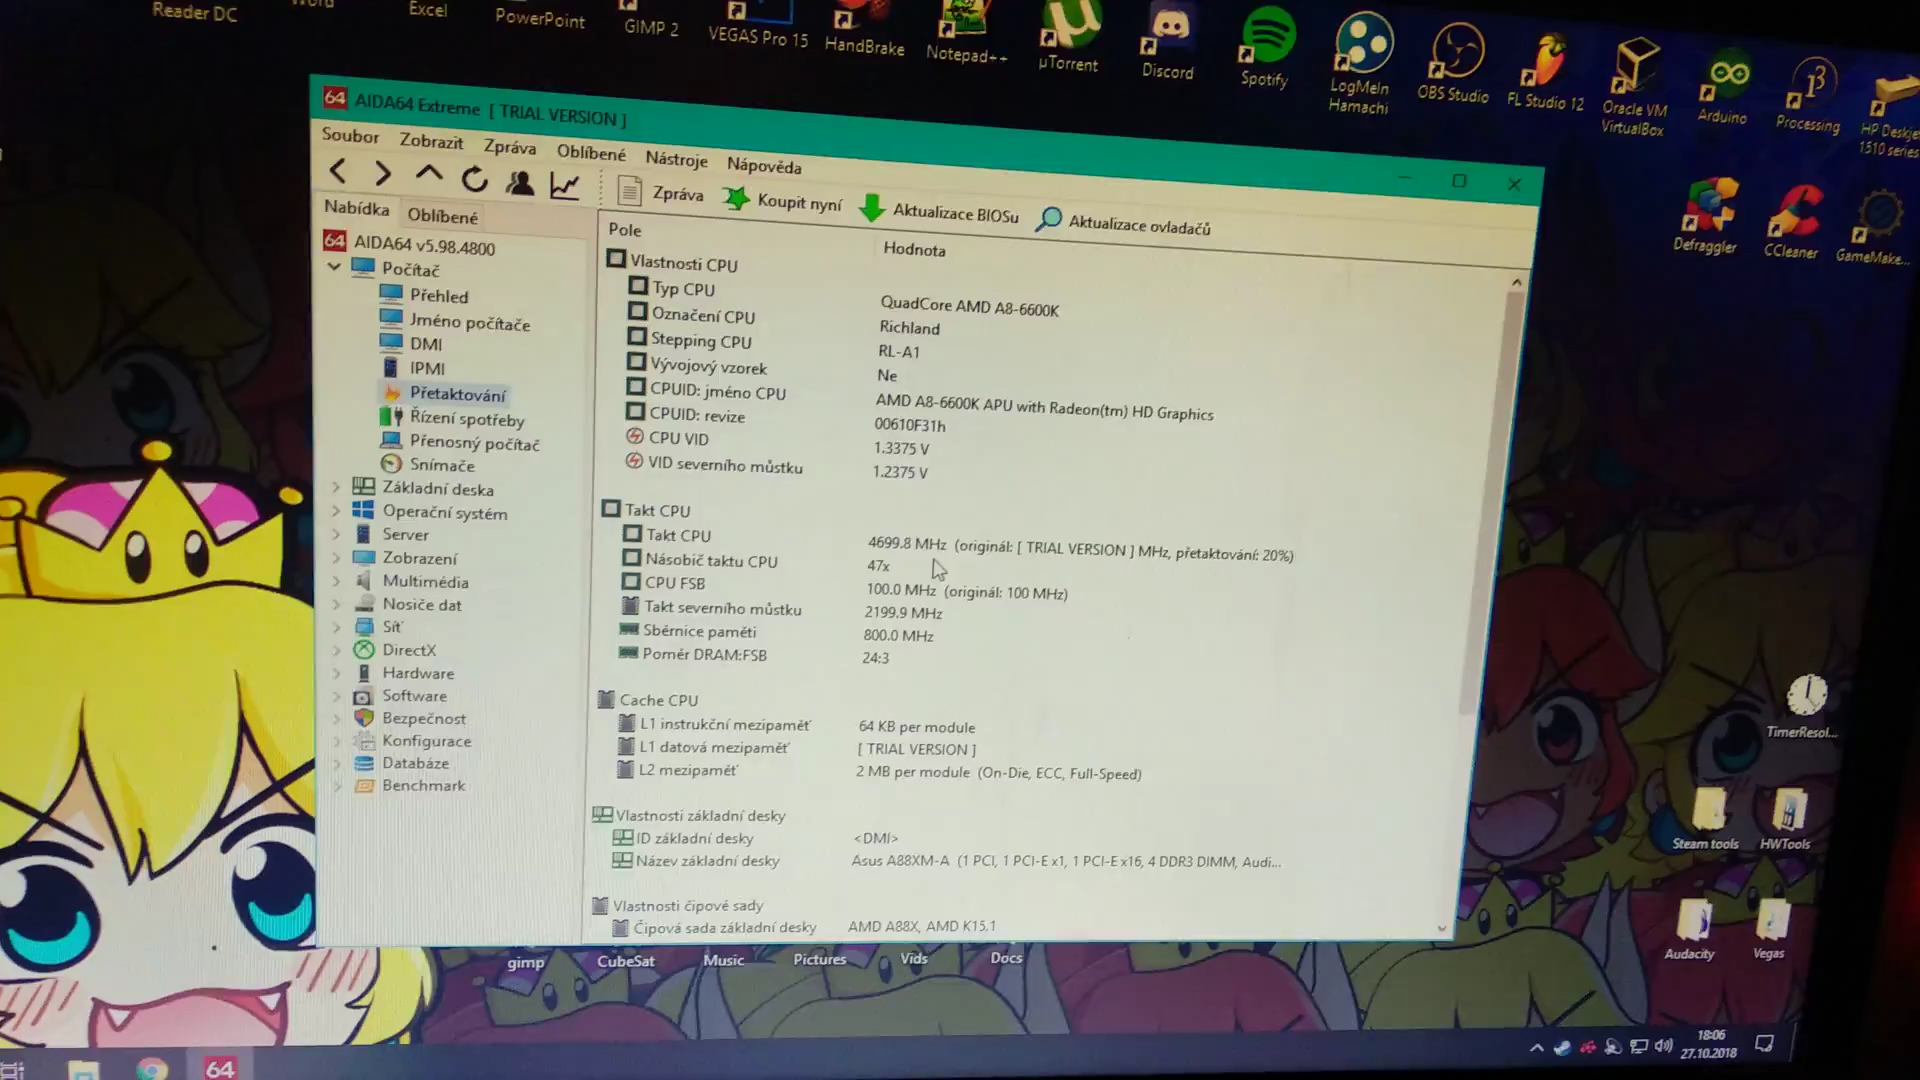 Reader DC
Word
Excel
PowerPoint
GIMP 2
VEGAS Pro 15
HandBrake
Notepad++
µTorrent
Discord
Spotify
LogMeIn
Hamachi
OBS Studio
FL Studio 12
Oracle VM
VirtualBox
Arduino
Processing
HP Deskje
1510 series
Defraggler
CCleaner
GameMake...
64 AIDA64 Extreme [ TRIAL VERSION ]
Soubor Zobrazit Zpráva Oblíbené Nástroje Nápověda
Zpráva Koupit nyní Aktualizace BIOSu Aktualizace ovladačů
Nabídka Oblíbené
64 AIDA64 v5.98.4800
Počítač
Přehled
Jméno počítače
DMI
IPMI
Přetaktování
Řízení spotřeby
Přenosný počítač
Snímače
Základní deska
Operační systém
Server
Zobrazení
Multimédia
Nosiče dat
Síť
DirectX
Hardware
Software
Bezpečnost
Konfigurace
Databáze
Benchmark
Pole Hodnota
Vlastnosti CPU
Typ CPU QuadCore AMD A8-6600K
Označení CPU Richland
Stepping CPU RL-A1
Vývojový vzorek Ne
CPUID: jméno CPU AMD A8-6600K APU with Radeon(tm) HD Graphics
CPUID: revize 00610F31h
CPU VID 1.3375 V
VID severního můstku 1.2375 V
Takt CPU
Takt CPU 4699.8 MHz (originál: [ TRIAL VERSION ] MHz, přetaktování: 20%)
Násobič taktu CPU 47x
CPU FSB 100.0 MHz (originál: 100 MHz)
Takt severního můstku 2199.9 MHz
Sběrnice paměti 800.0 MHz
Poměr DRAM:FSB 24:3
Cache CPU
L1 instrukční mezipaměť 64 KB per module
L1 datová mezipaměť [ TRIAL VERSION ]
L2 mezipaměť 2 MB per module (On-Die, ECC, Full-Speed)
Vlastnosti základní desky
ID základní desky <DMI>
Název základní desky Asus A88XM-A (1 PCI, 1 PCI-E x1, 1 PCI-E x16, 4 DDR3 DIMM, Audi...
Vlastnosti čipové sady
Čipová sada základní desky AMD A88X, AMD K15.1
TimerResol...
Steam tools
HWTools
Audacity
Vegas
gimp
CubeSat
Music
Pictures
Vids
Docs
64
18:06
27.10.2018